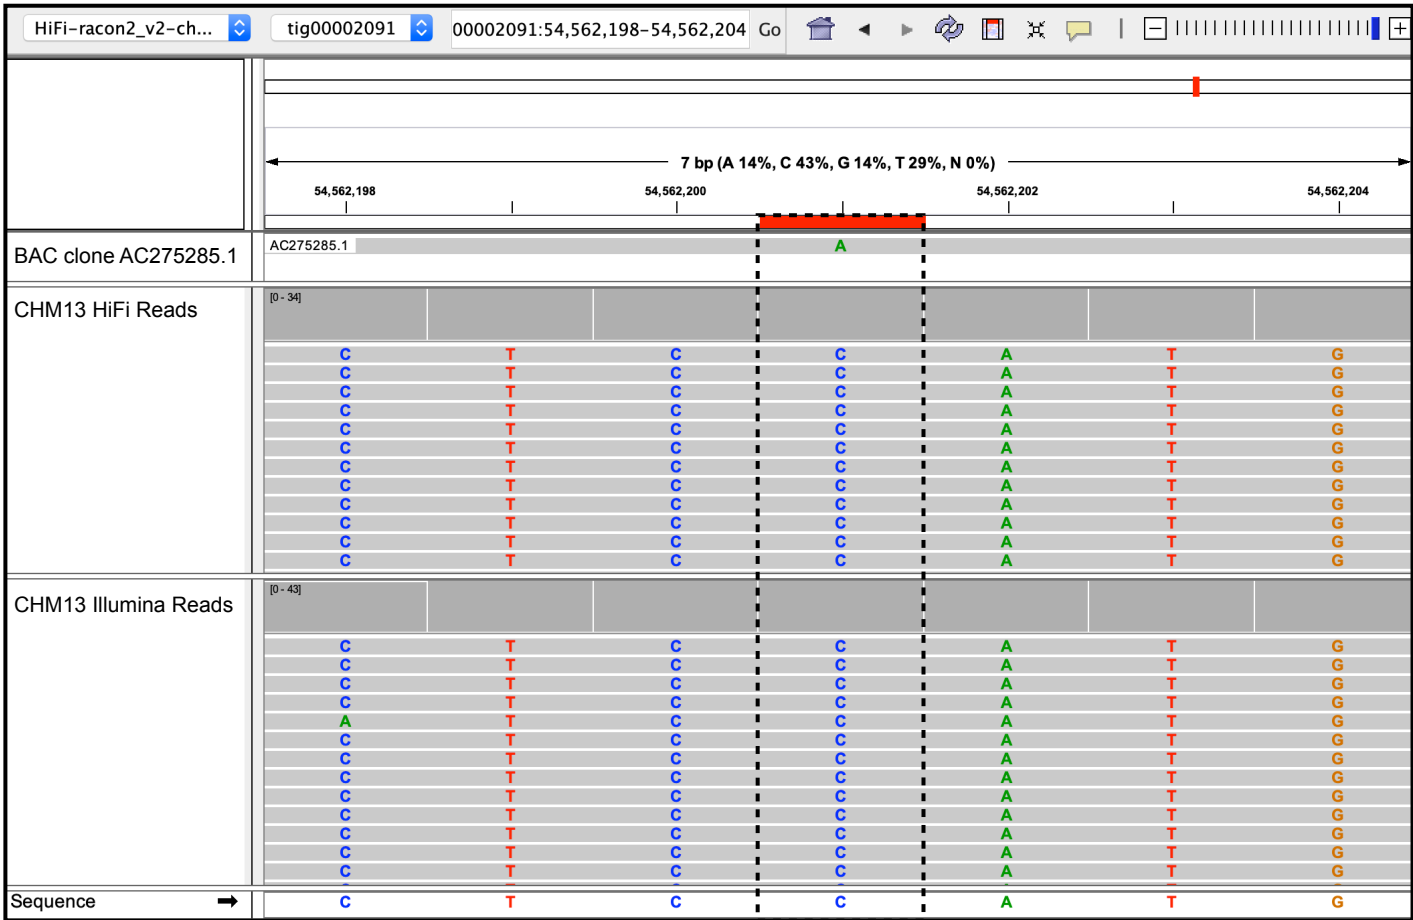 HiFi-racon2_v2-ch... tig00002091 00002091:54,562,198-54,562,204 Go
7 bp (A 14%, C 43%, G 14%, T 29%, N 0%)
54,562,198 54,562,200 54,562,202 54,562,204
BAC clone AC275285.1 AC275285.1 A
CHM13 HiFi Reads [0 - 34]
C T C C A T G
C T C C A T G
C T C C A T G
C T C C A T G
C T C C A T G
C T C C A T G
C T C C A T G
C T C C A T G
C T C C A T G
C T C C A T G
C T C C A T G
C T C C A T G
CHM13 Illumina Reads [0 - 43]
C T C C A T G
C T C C A T G
C T C C A T G
C T C C A T G
A T C C A T G
C T C C A T G
C T C C A T G
C T C C A T G
C T C C A T G
C T C C A T G
C T C C A T G
C T C C A T G
C T C C A T G
Sequence → C T C C A T G